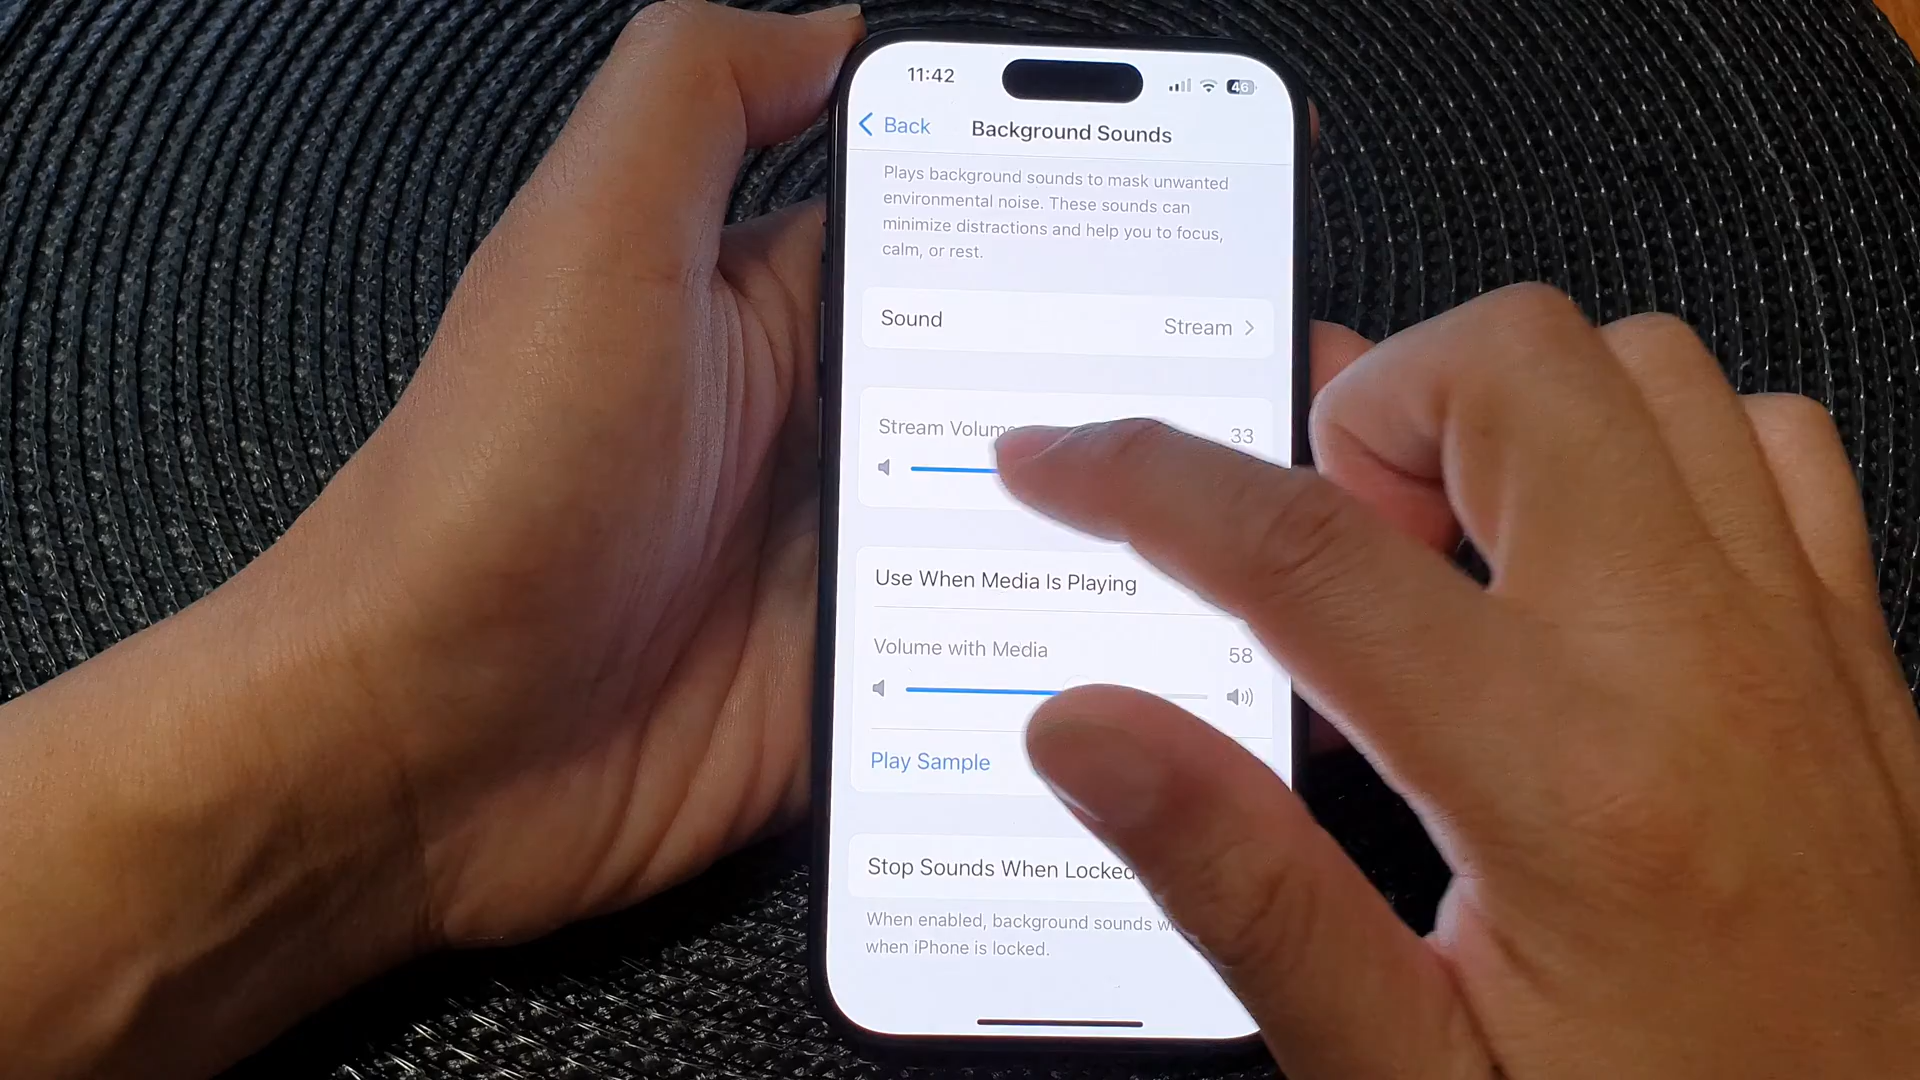 11:42
46
Back
Background Sounds
Plays background sounds to mask unwanted
environmental noise. These sounds can
minimize distractions and help you to focus,
calm, or rest.
Sound
Stream
Stream Volume
33
Use When Media Is Playing
Volume with Media
58
Play Sample
Stop Sounds When Locked
When enabled, background sounds
when iPhone is locked.